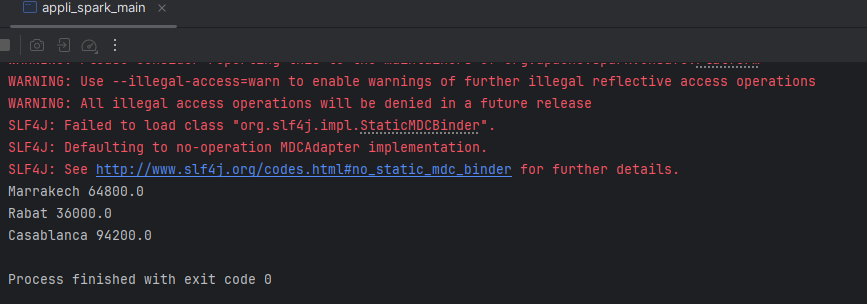 appli_spark_main
WARNING: Use --illegal-access=warn to enable warnings of further illegal reflective access operations
WARNING: All illegal access operations will be denied in a future release
SLF4J: Failed to load class "org.slf4j.impl.StaticMDCBinder".
SLF4J: Defaulting to no-operation MDCAdapter implementation.
SLF4J: See http://www.slf4j.org/codes.html#no_static_mdc_binder for further details.
Marrakech 64800.0
Rabat 36000.0
Casablanca 94200.0
Process finished with exit code 0